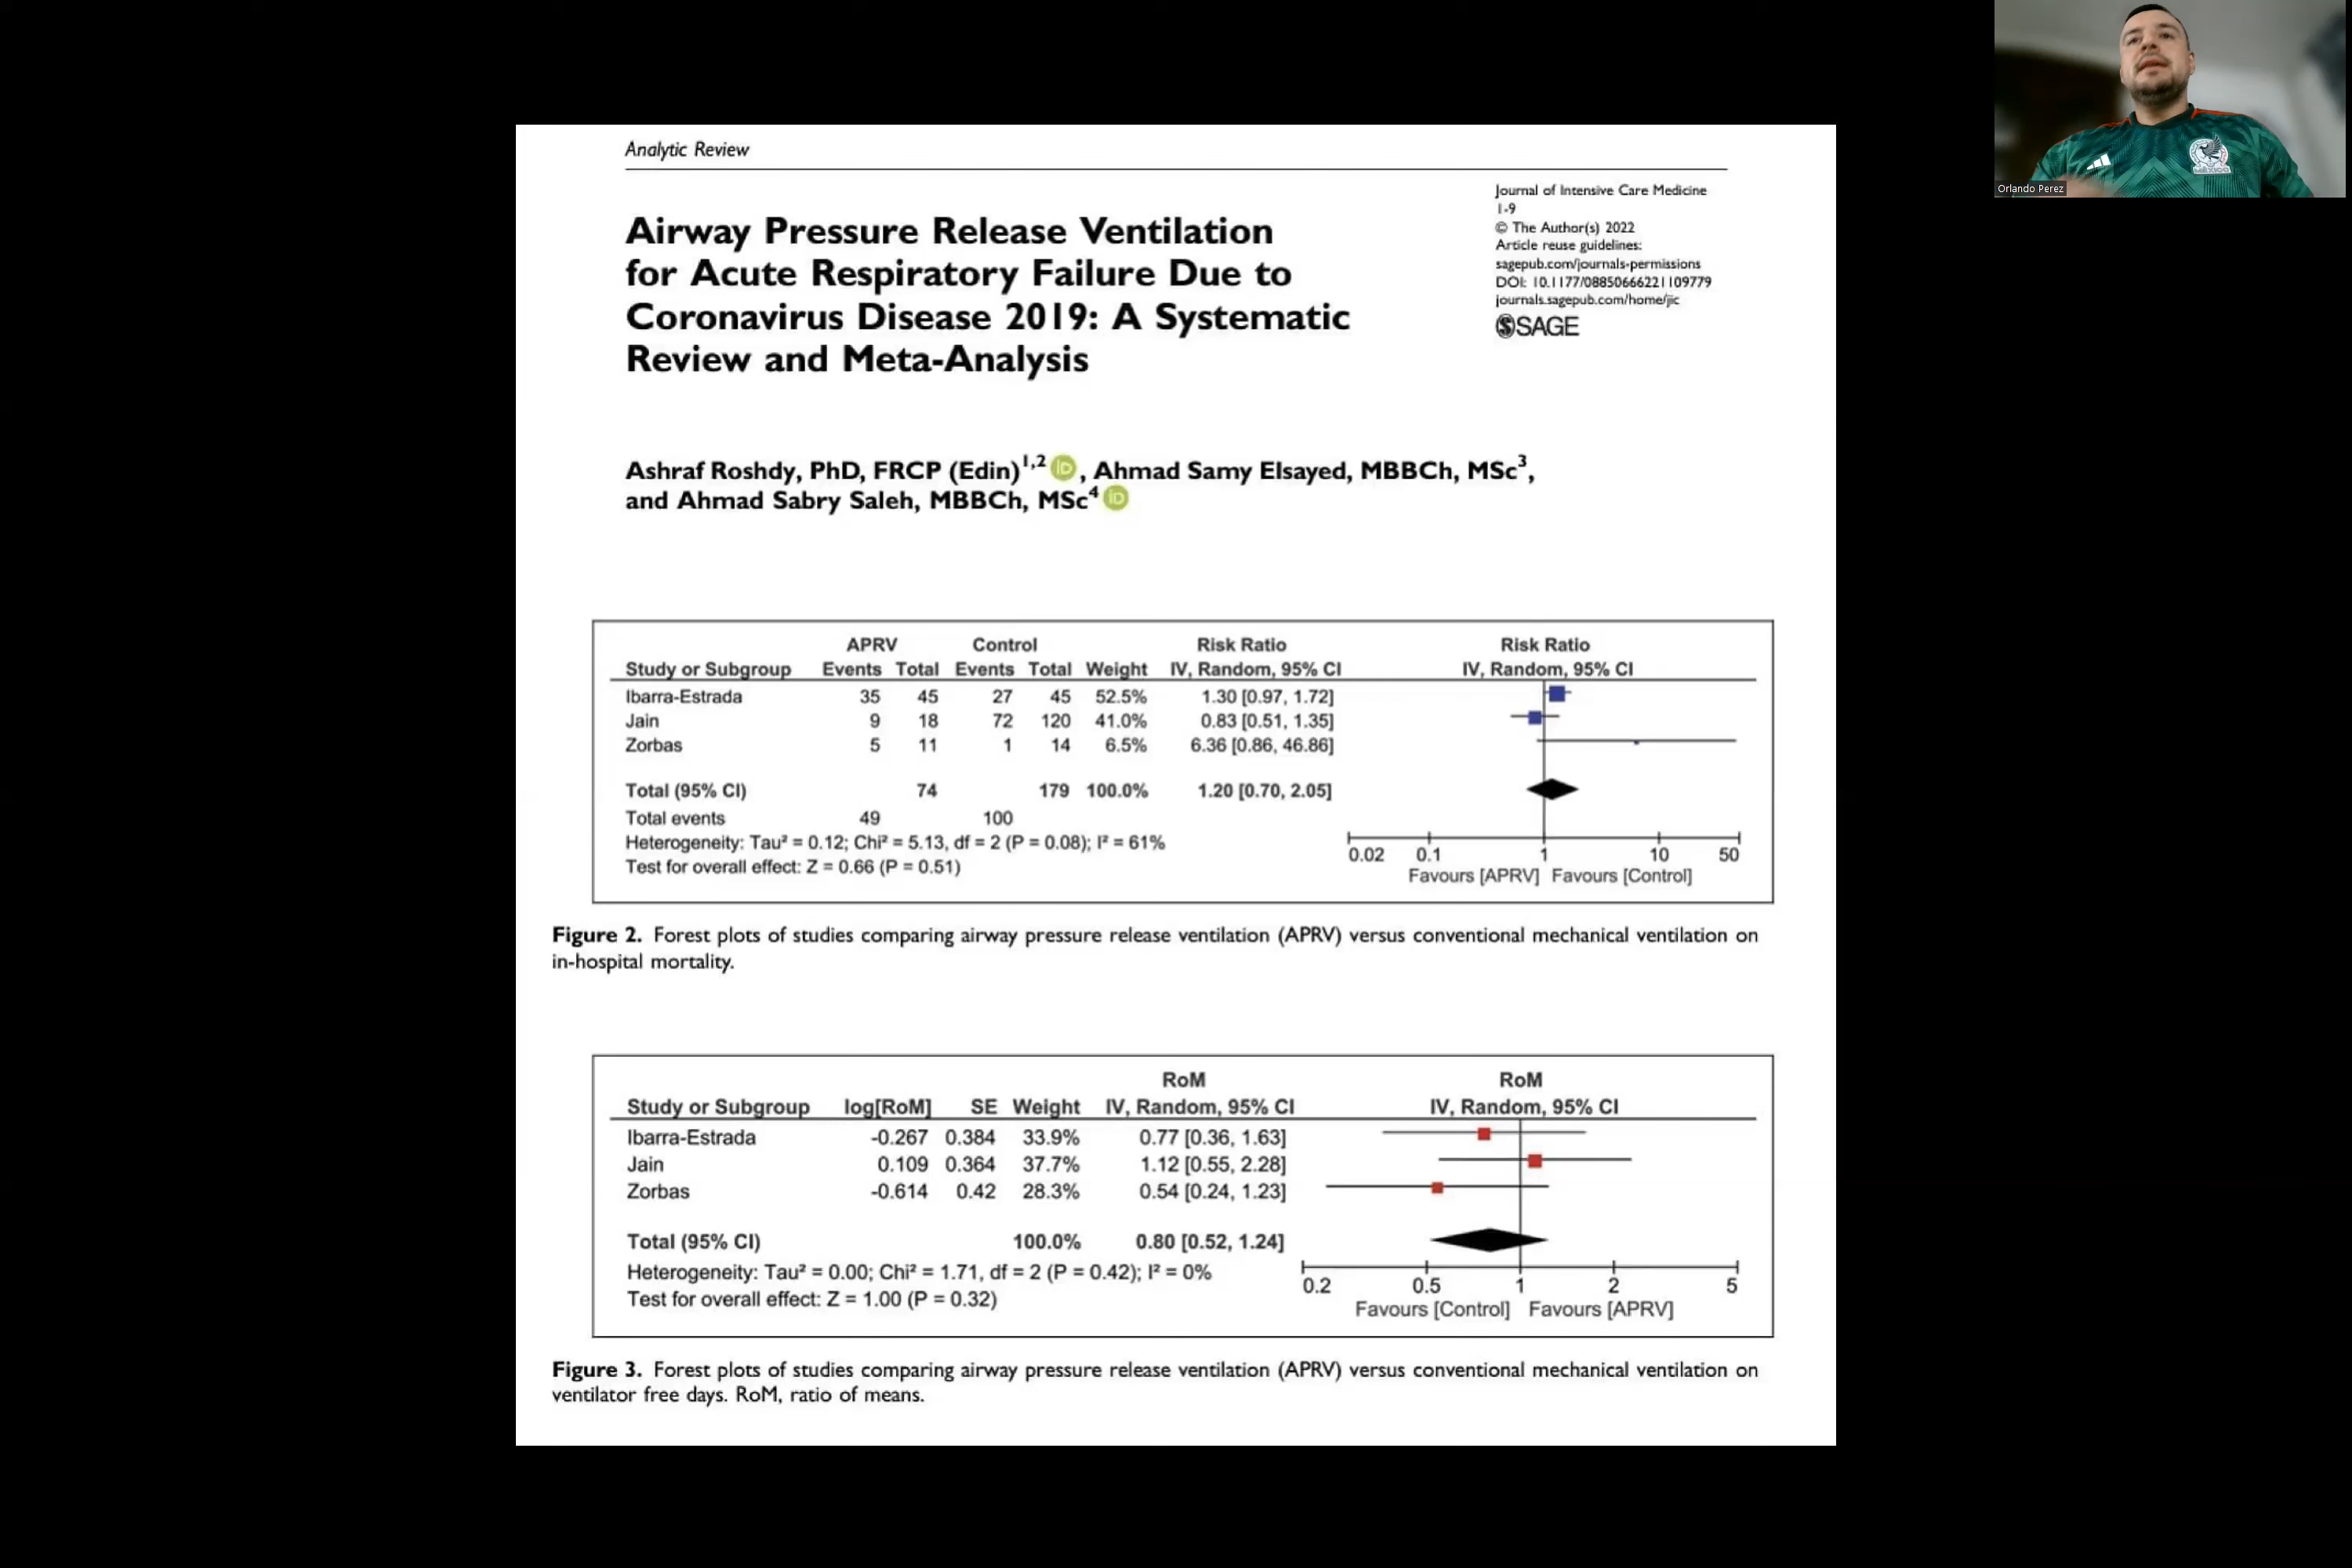 Orlando Perez
MEXICO
Analytic Review
Journal of Intensive Care Medicine
1-9
© The Author(s) 2022
Article reuse guidelines:
sagepub.com/journals-permissions
DOI: 10.1177/08850666221109779
journals.sagepub.com/home/jic
SAGE
Airway Pressure Release Ventilation
for Acute Respiratory Failure Due to
Coronavirus Disease 2019: A Systematic
Review and Meta-Analysis
Ashraf Roshdy, PhD, FRCP (Edin)1,2 iD, Ahmad Samy Elsayed, MBBCh, MSc3,
and Ahmad Sabry Saleh, MBBCh, MSc4 iD
APRV Control Risk Ratio Risk Ratio
Study or Subgroup Events Total Events Total Weight IV, Random, 95% CI IV, Random, 95% CI
Ibarra-Estrada 35 45 27 45 52.5% 1.30 [0.97, 1.72]
Jain 9 18 72 120 41.0% 0.83 [0.51, 1.35]
Zorbas 5 11 1 14 6.5% 6.36 [0.86, 46.86]
Total (95% CI) 74 179 100.0% 1.20 [0.70, 2.05]
Total events 49 100
Heterogeneity: Tau² = 0.12; Chi² = 5.13, df = 2 (P = 0.08); I² = 61%
Test for overall effect: Z = 0.66 (P = 0.51)
0.02 0.1 1 10 50
Favours [APRV] Favours [Control]
Figure 2. Forest plots of studies comparing airway pressure release ventilation (APRV) versus conventional mechanical ventilation on
in-hospital mortality.
RoM RoM
Study or Subgroup log[RoM] SE Weight IV, Random, 95% CI IV, Random, 95% CI
Ibarra-Estrada -0.267 0.384 33.9% 0.77 [0.36, 1.63]
Jain 0.109 0.364 37.7% 1.12 [0.55, 2.28]
Zorbas -0.614 0.42 28.3% 0.54 [0.24, 1.23]
Total (95% CI) 100.0% 0.80 [0.52, 1.24]
Heterogeneity: Tau² = 0.00; Chi² = 1.71, df = 2 (P = 0.42); I² = 0%
Test for overall effect: Z = 1.00 (P = 0.32)
0.2 0.5 1 2 5
Favours [Control] Favours [APRV]
Figure 3. Forest plots of studies comparing airway pressure release ventilation (APRV) versus conventional mechanical ventilation on
ventilator free days. RoM, ratio of means.